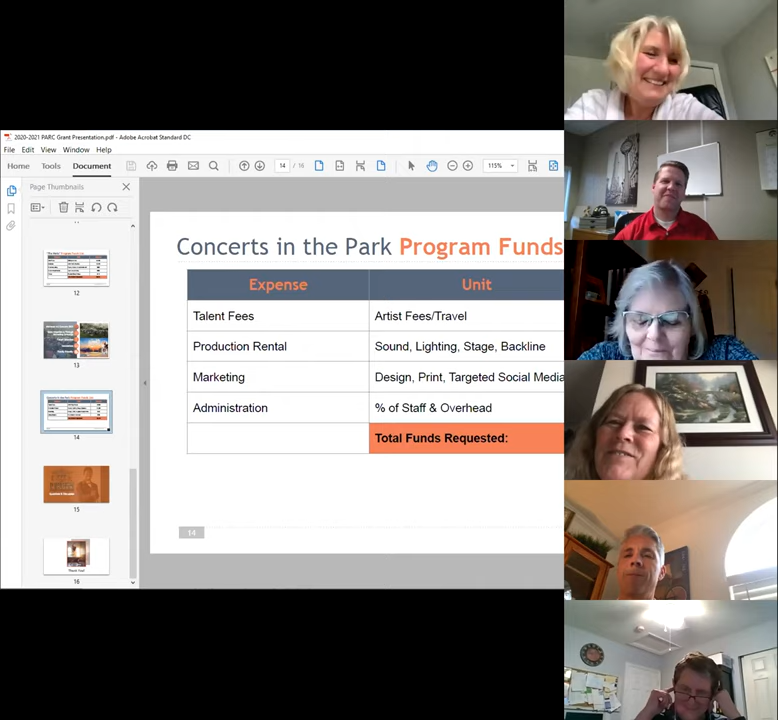 2020-2021 PARC Grant Presentation.pdf - Adobe Acrobat Standard DC
File Edit View Window Help
Home Tools Document 14 / 16 115%
Page Thumbnails
12
13
14
15
16
Concerts in the Park Program Funds
Expense Unit
Talent Fees Artist Fees/Travel
Production Rental Sound, Lighting, Stage, Backline
Marketing Design, Print, Targeted Social Media
Administration % of Staff & Overhead
Total Funds Requested:
14